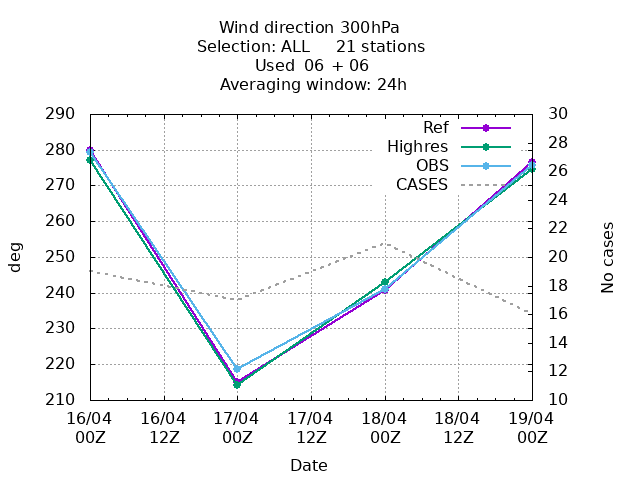 Wind direction 300hPa
Selection: ALL 21 stations
Used 06 + 06
Averaging window: 24h
290 30
Ref
280 28
Highres
26
OBS
270
CASES
24
260 22
deg
250 20
No cases
240 18
230 16
14
220 12
210 10
16/04 16/04 17/04 17/04 18/04 18/04 19/04
00Z 12Z 00Z 12Z 00Z 12Z 00Z
Date